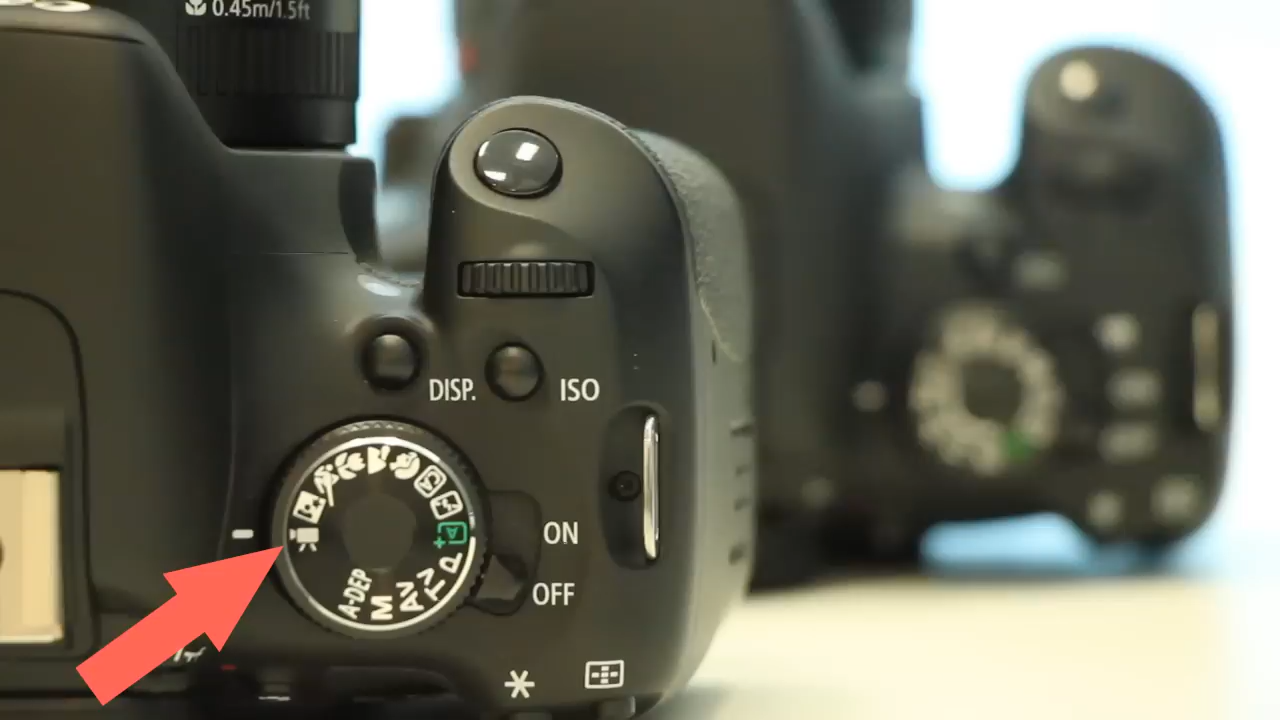 0.45m/1.5ft
DISP.
ISO
A+
ON
OFF
P
TV
AV
M
A-DEP